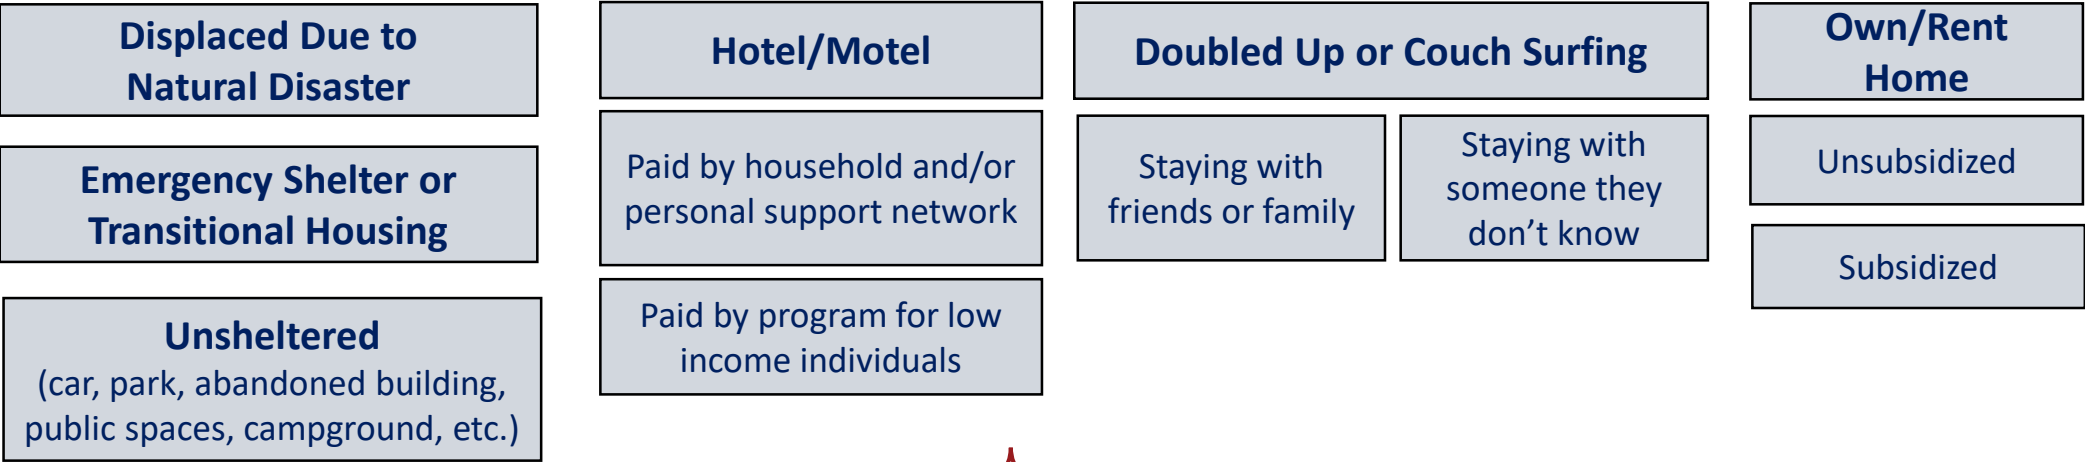 Displaced Due to
Natural Disaster
Emergency Shelter or
Transitional Housing
Unsheltered
(car, park, abandoned building,
public spaces, campground, etc.)
Hotel/Motel
Paid by household and/or
personal support network
Paid by program for low
income individuals
Doubled Up or Couch Surfing
Staying with
friends or family
Staying with
someone they
don’t know
Own/Rent
Home
Unsubsidized
Subsidized